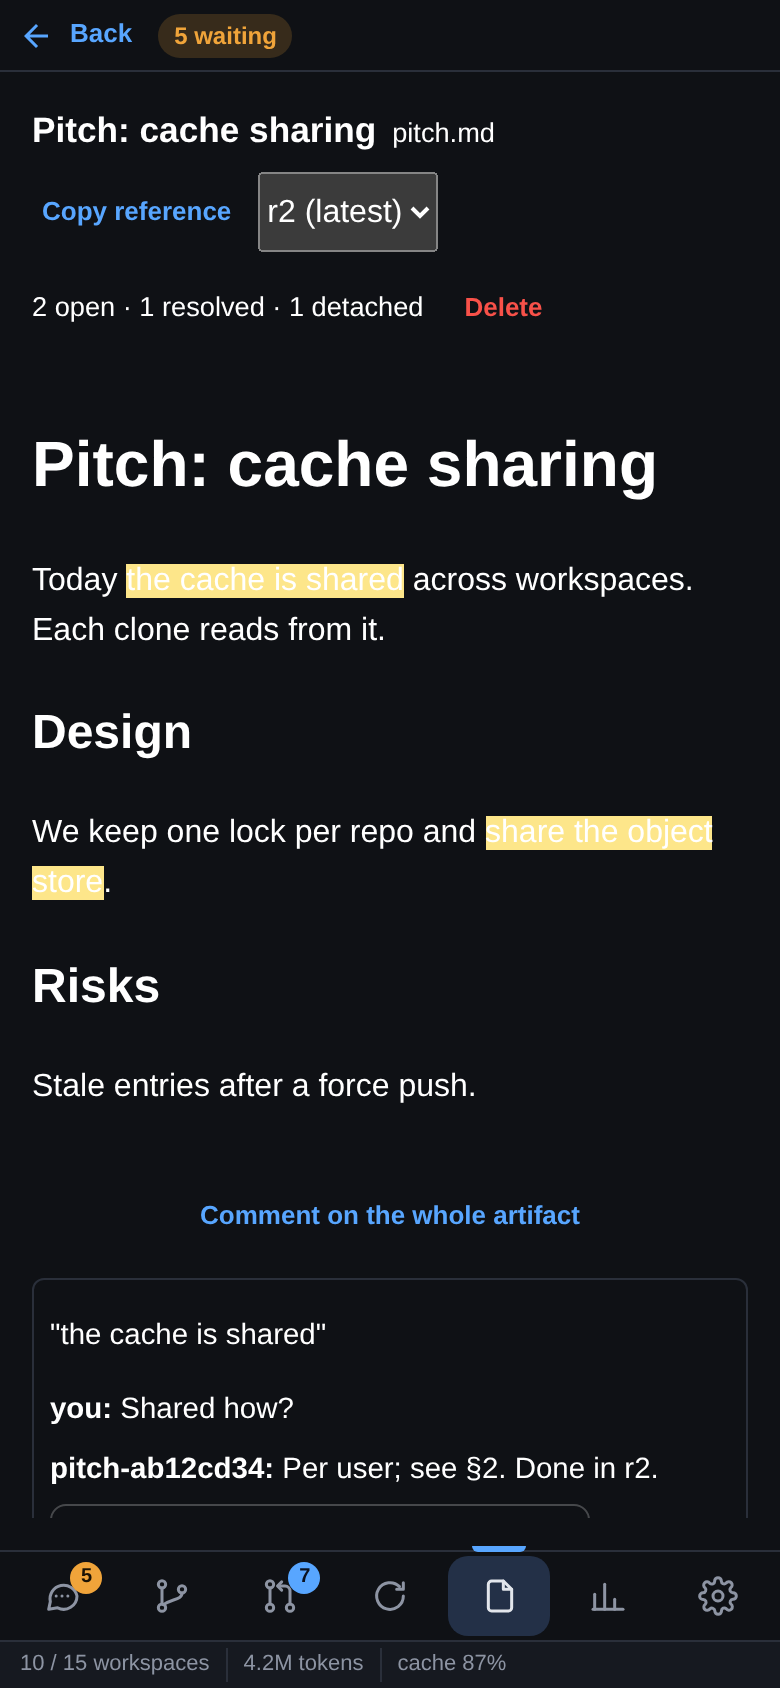 Back 5 waiting
Pitch: cache sharing pitch.md
Copy reference r2 (latest)
2 open · 1 resolved · 1 detached Delete
Pitch: cache sharing
Today the cache is shared across workspaces.
Each clone reads from it.
Design
We keep one lock per repo and share the object
store.
Risks
Stale entries after a force push.
Comment on the whole artifact
"the cache is shared"
you: Shared how?
pitch-ab12cd34: Per user; see §2. Done in r2.
5 7
10 / 15 workspaces 4.2M tokens cache 87%